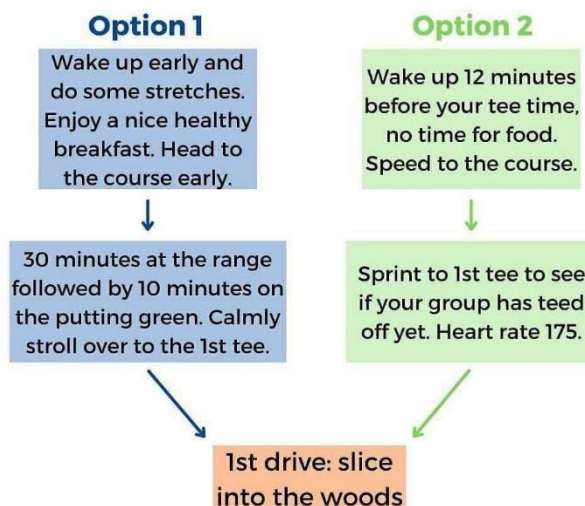 Option 1
Wake up early and
do some stretches.
Enjoy a nice healthy
breakfast. Head to
the course early.
30 minutes at the range
followed by 10 minutes on
the putting green. Calmly
stroll over to the 1st tee.
Option 2
Wake up 12 minutes
before your tee time,
no time for food.
Speed to the course.
Sprint to 1st tee to see
if your group has teed
off yet. Heart rate 175.
1st drive: slice
into the woods